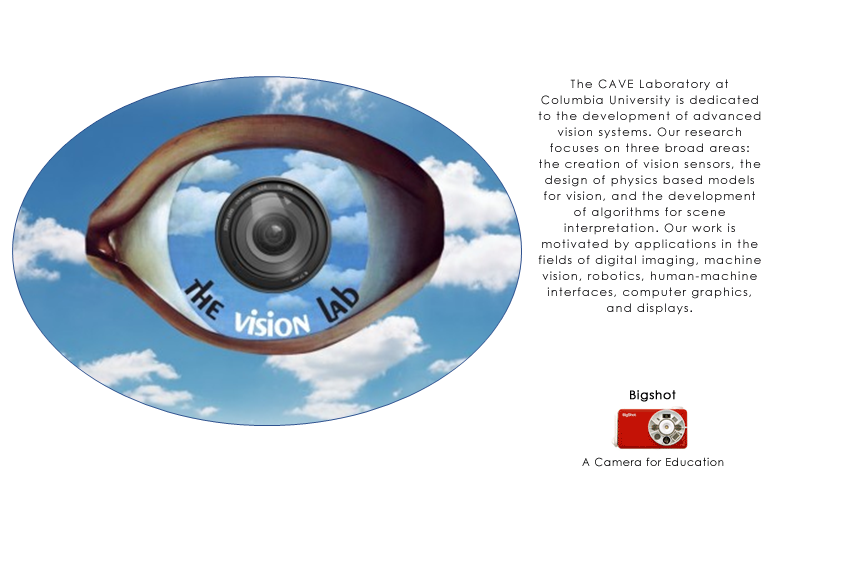 THE vision LAB
The CAVE Laboratory at
Columbia University is dedicated
to the development of advanced
vision systems. Our research
focuses on three broad areas:
the creation of vision sensors, the
design of physics based models
for vision, and the development
of algorithms for scene
interpretation. Our work is
motivated by applications in the
fields of digital imaging, machine
vision, robotics, human-machine
interfaces, computer graphics,
and displays.
Bigshot
BigShot
A Camera for Education